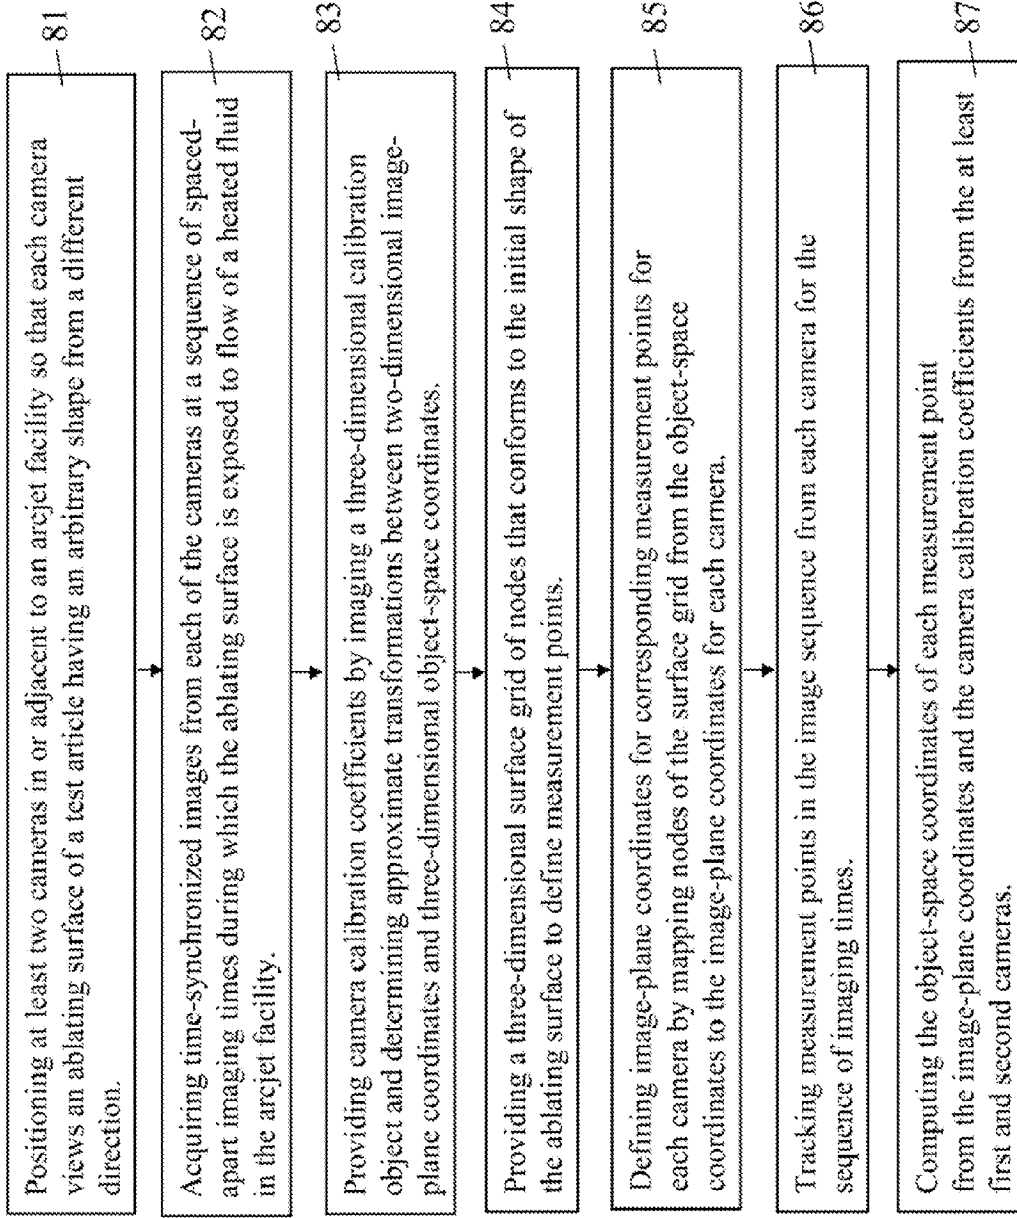 Positioning at least two cameras in or adjacent to an arcjet facility so that each camera
views an ablating surface of a test article having an arbitrary shape from a different
direction.
81
Acquiring time-synchronized images from each of the cameras at a sequence of spaced-
apart imaging times during which the ablating surface is exposed to flow of a heated fluid
in the arcjet facility.
82
Providing camera calibration coefficients by imaging a three-dimensional calibration
object and determining approximate transformations between two-dimensional image-
plane coordinates and three-dimensional object-space coordinates.
83
Providing a three-dimensional surface grid of nodes that conforms to the initial shape of
the ablating surface to define measurement points.
84
Defining image-plane coordinates for corresponding measurement points for
each camera by mapping nodes of the surface grid from the object-space
coordinates to the image-plane coordinates for each camera.
85
Tracking measurement points in the image sequence from each camera for the
sequence of imaging times.
86
Computing the object-space coordinates of each measurement point
from the image-plane coordinates and the camera calibration coefficients from the at least
first and second cameras.
87